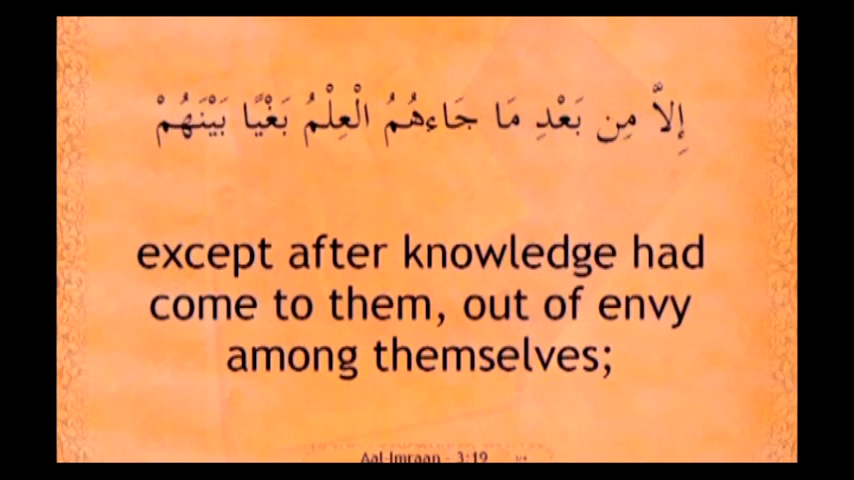 إِلاَّ مِن بَعْدِ مَا جَاءهُمُ الْعِلْمُ بَغْيًا بَيْنَهُمْ
except after knowledge had
come to them, out of envy
among themselves;
Aal-Imraan - 3:19